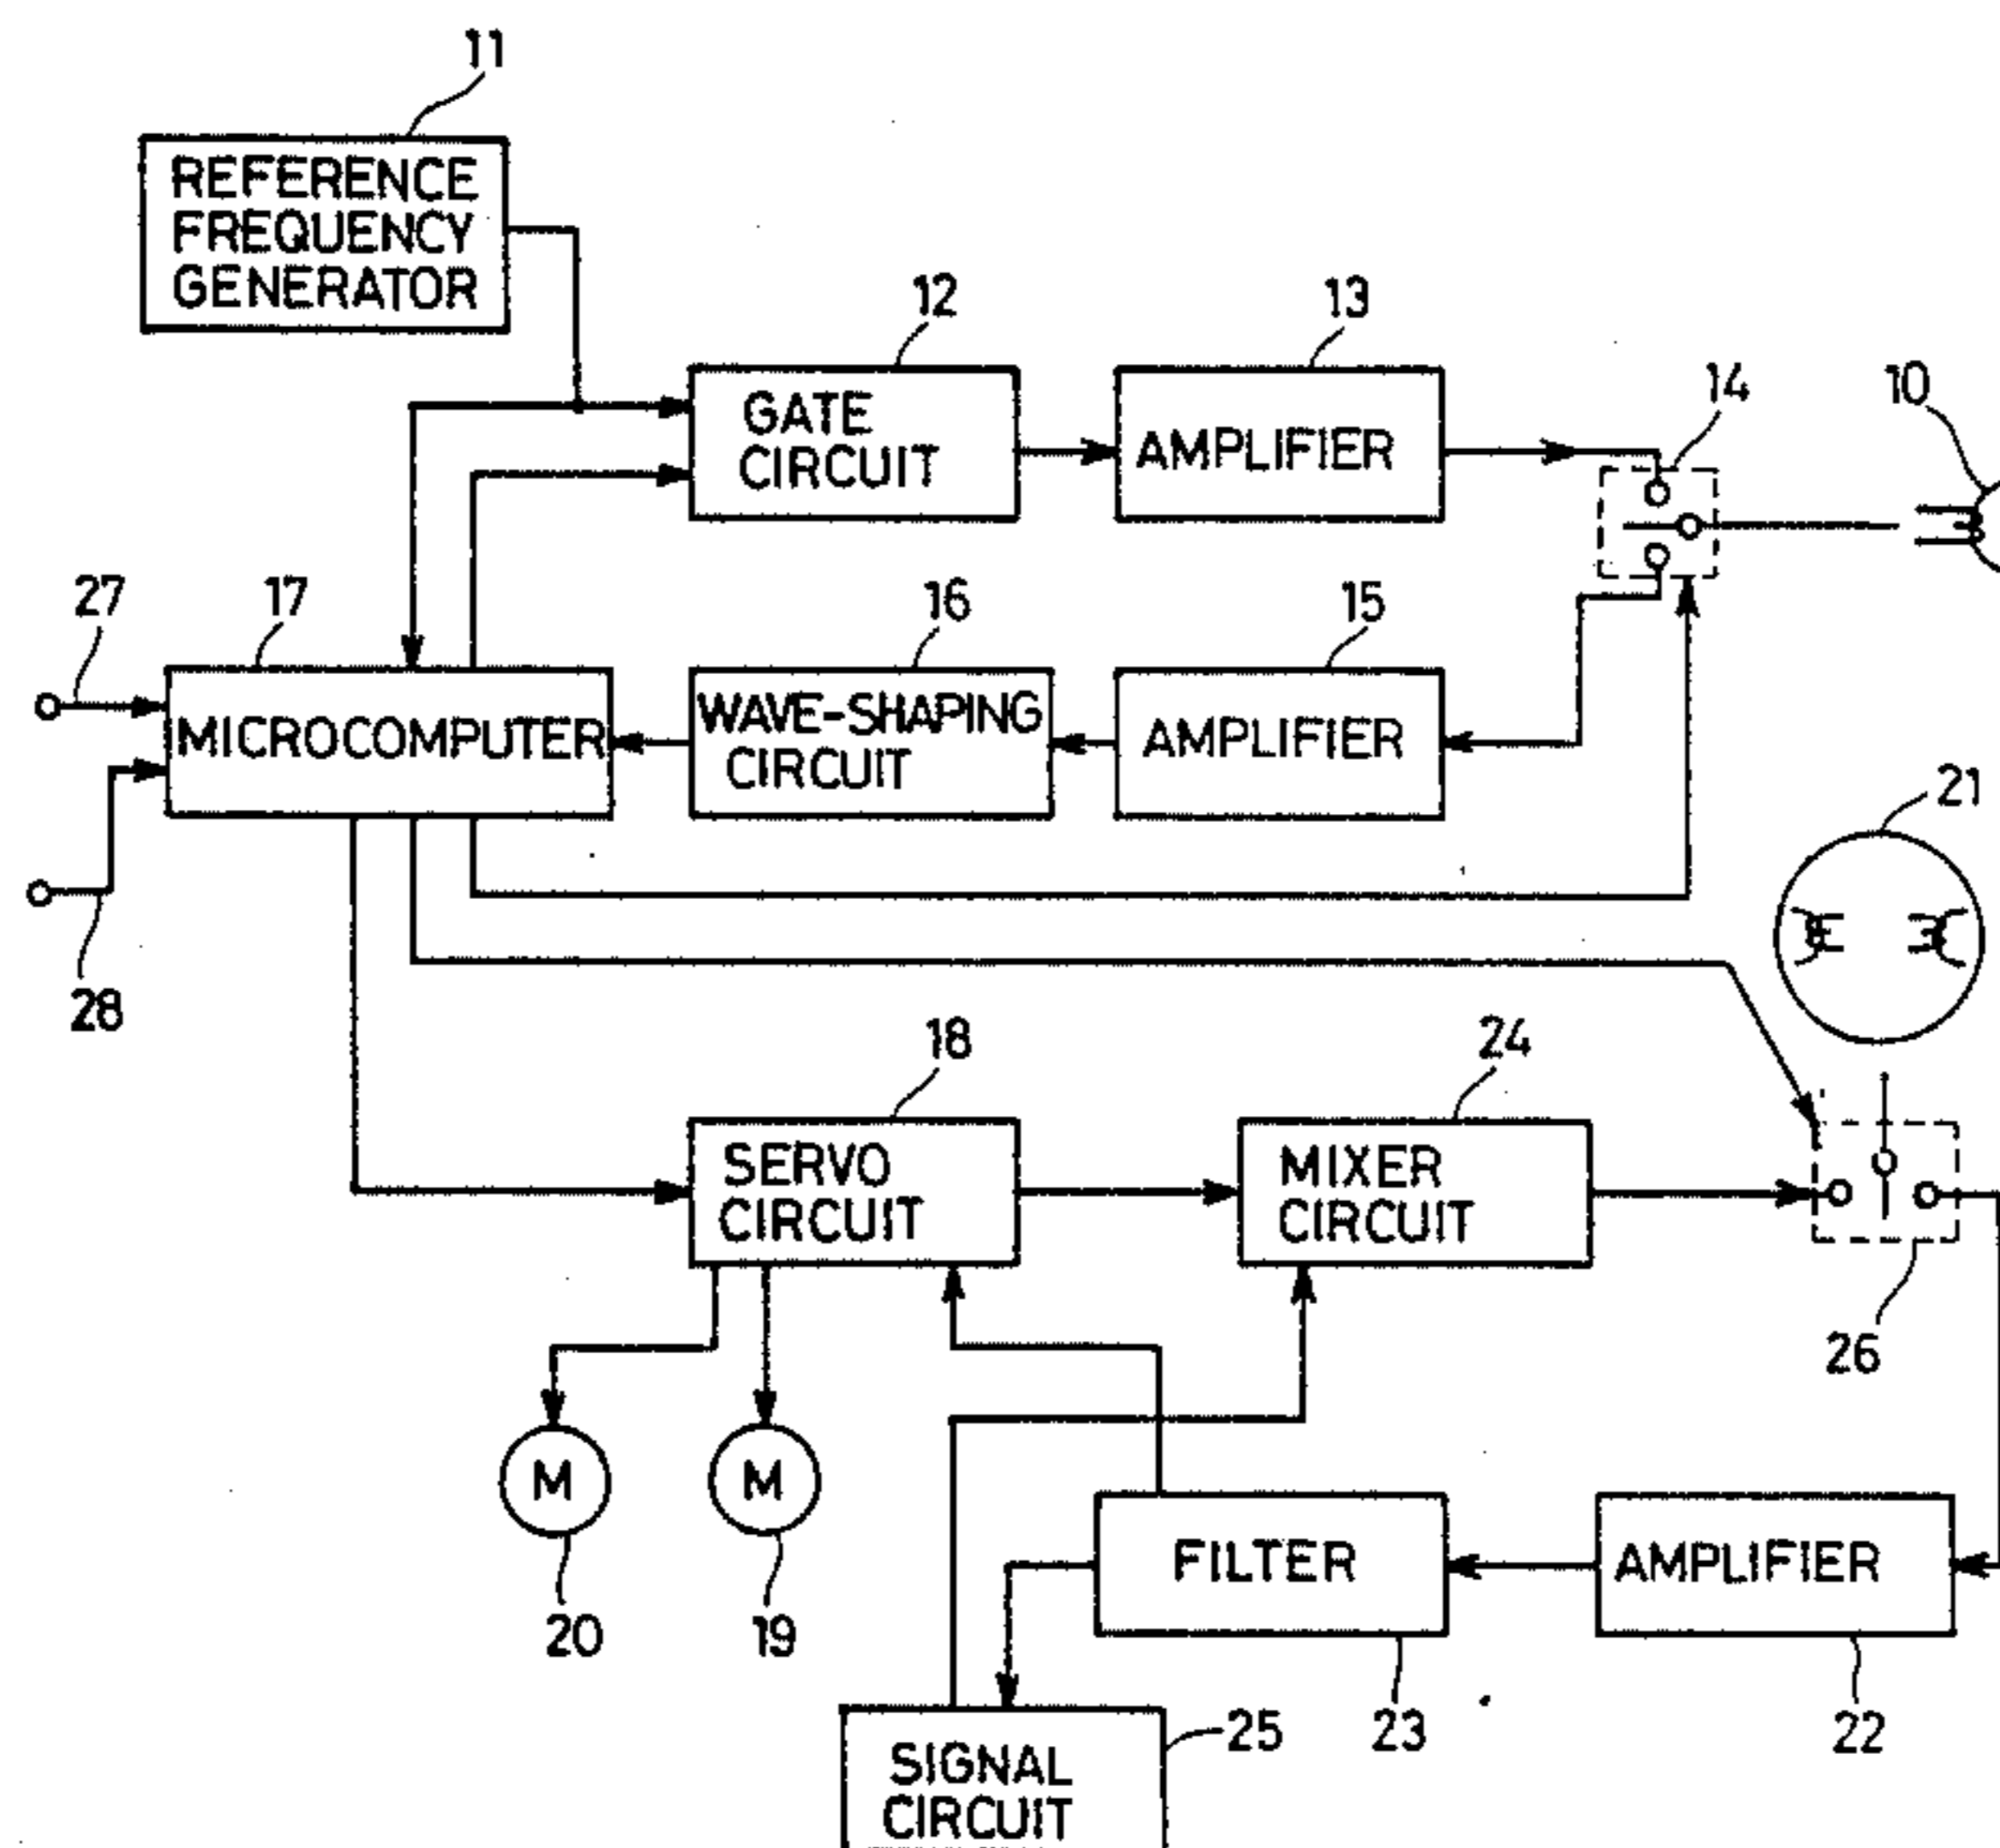 11
REFERENCE
FREQUENCY
GENERATOR
12
13
14
10
GATE
CIRCUIT
AMPLIFIER
27
17
16
15
MICROCOMPUTER
WAVE-SHAPING
CIRCUIT
AMPLIFIER
21
28
18
24
SERVO
CIRCUIT
MIXER
CIRCUIT
26
M
M
FILTER
AMPLIFIER
20
19
25
23
22
SIGNAL
CIRCUIT